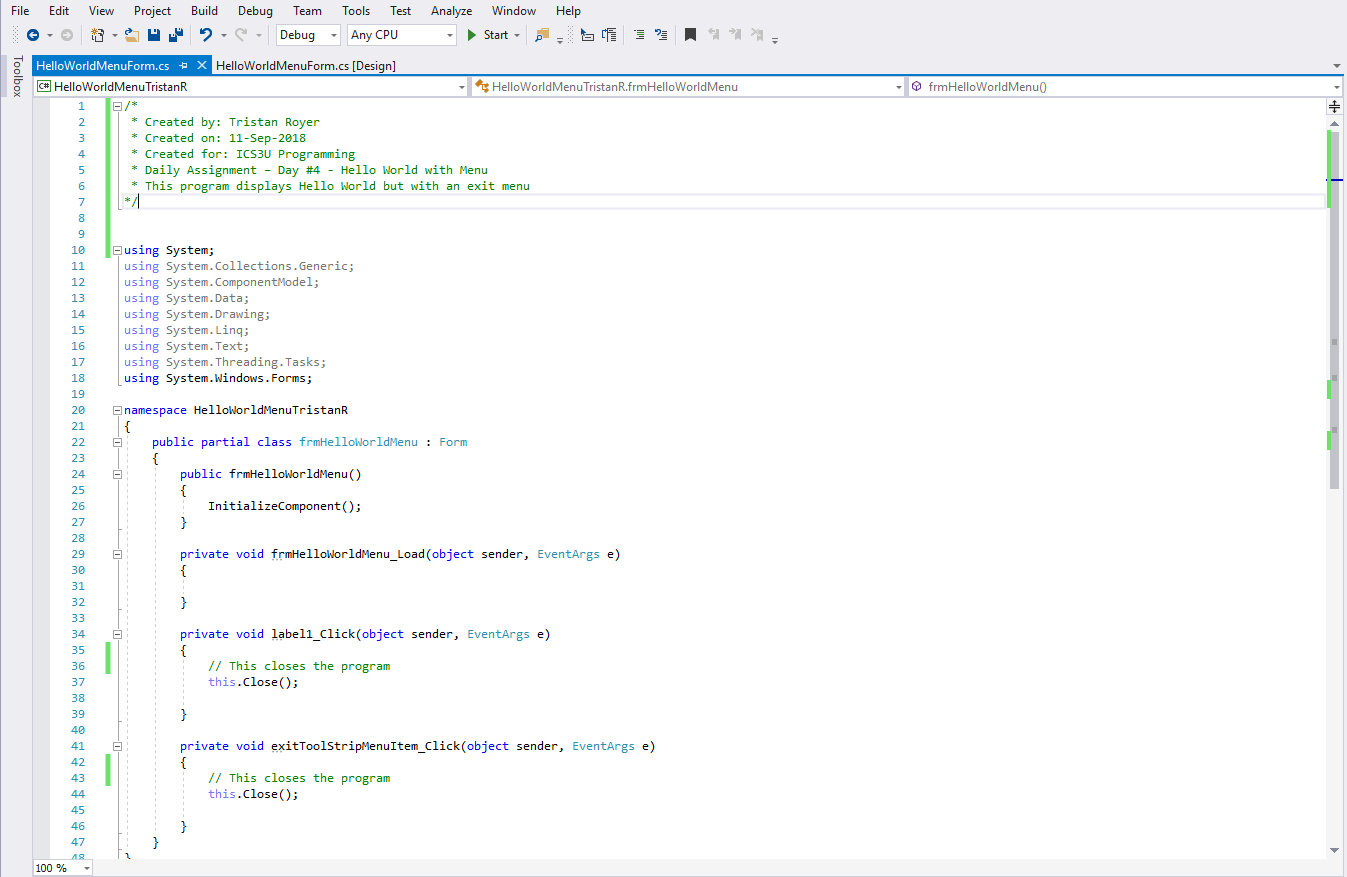 File Edit View Project Build Debug Team Tools Test Analyze Window Help
Debug Any CPU Start
Toolbox
HelloWorldMenuForm.cs HelloWorldMenuForm.cs [Design]
C# HelloWorldMenuTristanR HelloWorldMenuTristanR.frmHelloWorldMenu frmHelloWorldMenu()
1 /*
2 * Created by: Tristan Royer
3 * Created on: 11-Sep-2018
4 * Created for: ICS3U Programming
5 * Daily Assignment – Day #4 - Hello World with Menu
6 * This program displays Hello World but with an exit menu
7 */
8
9
10 using System;
11 using System.Collections.Generic;
12 using System.ComponentModel;
13 using System.Data;
14 using System.Drawing;
15 using System.Linq;
16 using System.Text;
17 using System.Threading.Tasks;
18 using System.Windows.Forms;
19
20 namespace HelloWorldMenuTristanR
21 {
22 public partial class frmHelloWorldMenu : Form
23 {
24 public frmHelloWorldMenu()
25 {
26 InitializeComponent();
27 }
28
29 private void frmHelloWorldMenu_Load(object sender, EventArgs e)
30 {
31
32 }
33
34 private void label1_Click(object sender, EventArgs e)
35 {
36 // This closes the program
37 this.Close();
38
39 }
40
41 private void exitToolStripMenuItem_Click(object sender, EventArgs e)
42 {
43 // This closes the program
44 this.Close();
45
46 }
47 }
48 }
100 %